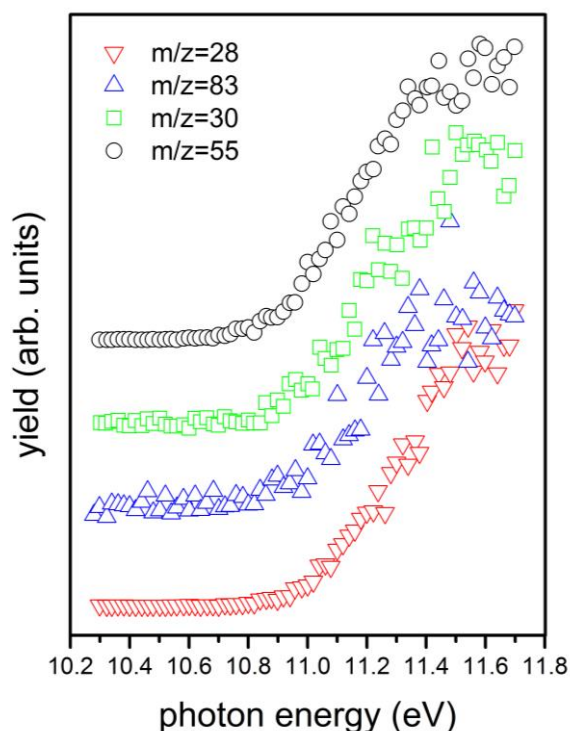 m/z=28
m/z=83
m/z=30
m/z=55
yield (arb. units)
10.2 10.4 10.6 10.8 11.0 11.2 11.4 11.6 11.8
photon energy (eV)